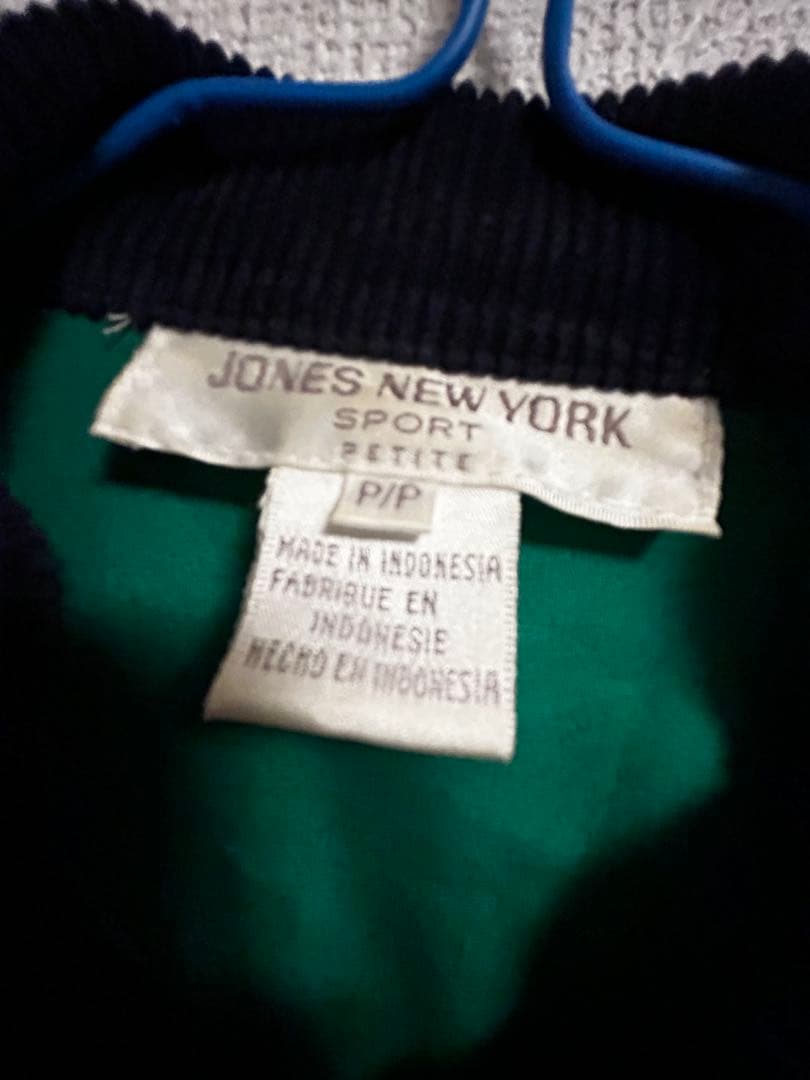 JONES NEW YORK
SPORT
PETITE
P/P
MADE IN INDONESIA
FABRIQUE EN
INDONESIE
HECHO EN INDONESIA